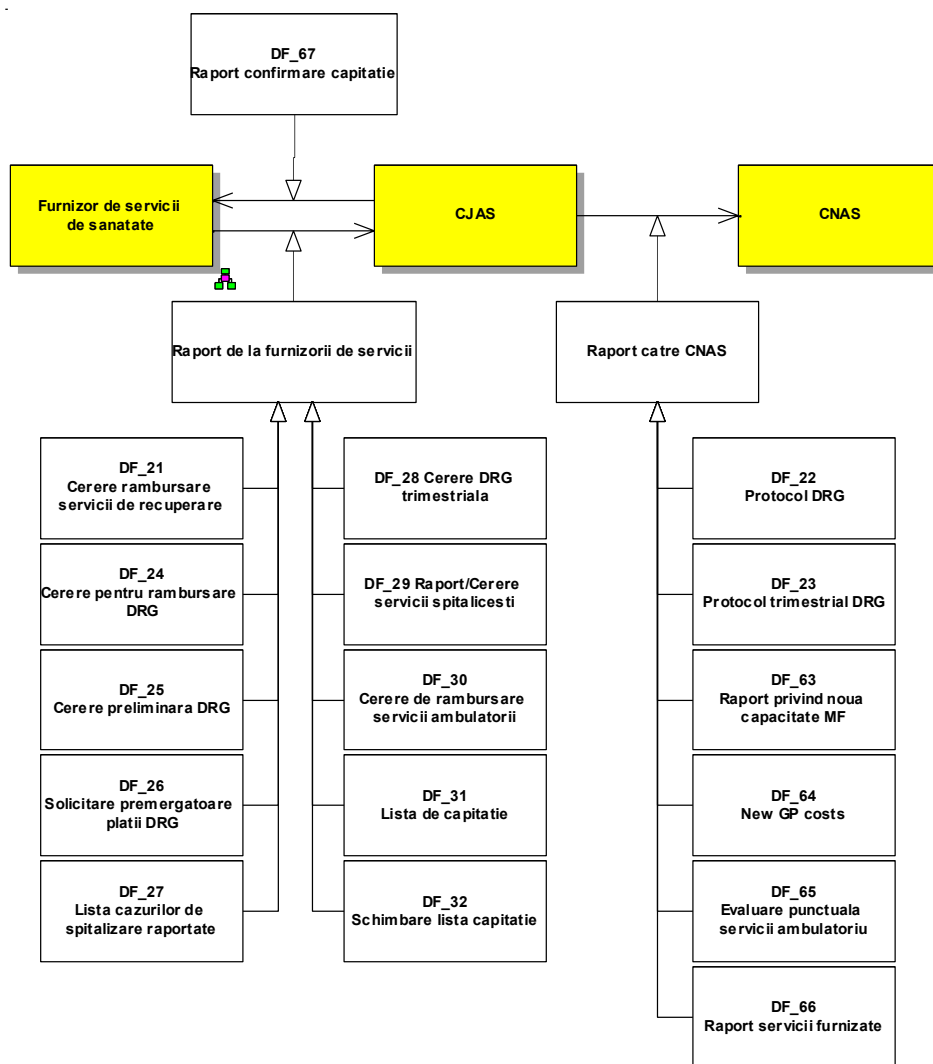 DF_67
Raport confirmare capitatie
Furnizor de servicii
de sanatate
CJAS
CNAS
Raport de la furnizorii de servicii
Raport catre CNAS
DF_21
Cerere rambursare
servicii de recuperare
DF_24
Cerere pentru rambursare
DRG
DF_25
Cerere preliminara DRG
DF_26
Solicitare premergatoare
platii DRG
DF_27
Lista cazurilor de
spitalizare raportate
DF_28 Cerere DRG
trimestriala
DF_29 Raport/Cerere
servicii spitalicesti
DF_30
Cerere de rambursare
servicii ambulatorii
DF_31
Lista de capitatie
DF_32
Schimbare lista capitatie
DF_22
Protocol DRG
DF_23
Protocol trimestrial DRG
DF_63
Raport privind noua
capacitate MF
DF_64
New GP costs
DF_65
Evaluare punctuala
servicii ambulatoriu
DF_66
Raport servicii furnizate